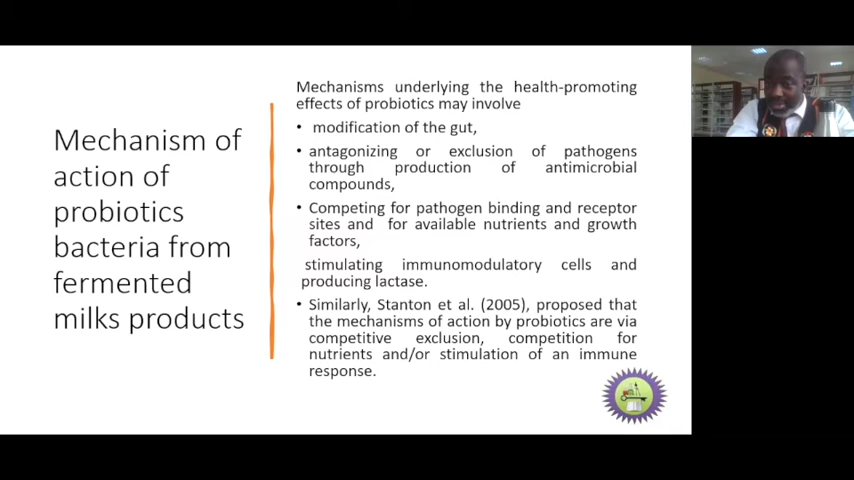 Mechanism of
action of
probiotics
bacteria from
fermented
milks products
Mechanisms underlying the health-promoting
effects of probiotics may involve
• modification of the gut,
• antagonizing or exclusion of pathogens
through production of antimicrobial
compounds,
• Competing for pathogen binding and receptor
sites and for available nutrients and growth
factors,
stimulating immunomodulatory cells and
producing lactase.
• Similarly, Stanton et al. (2005), proposed that
the mechanisms of action by probiotics are via
competitive exclusion, competition for
nutrients and/or stimulation of an immune
response.